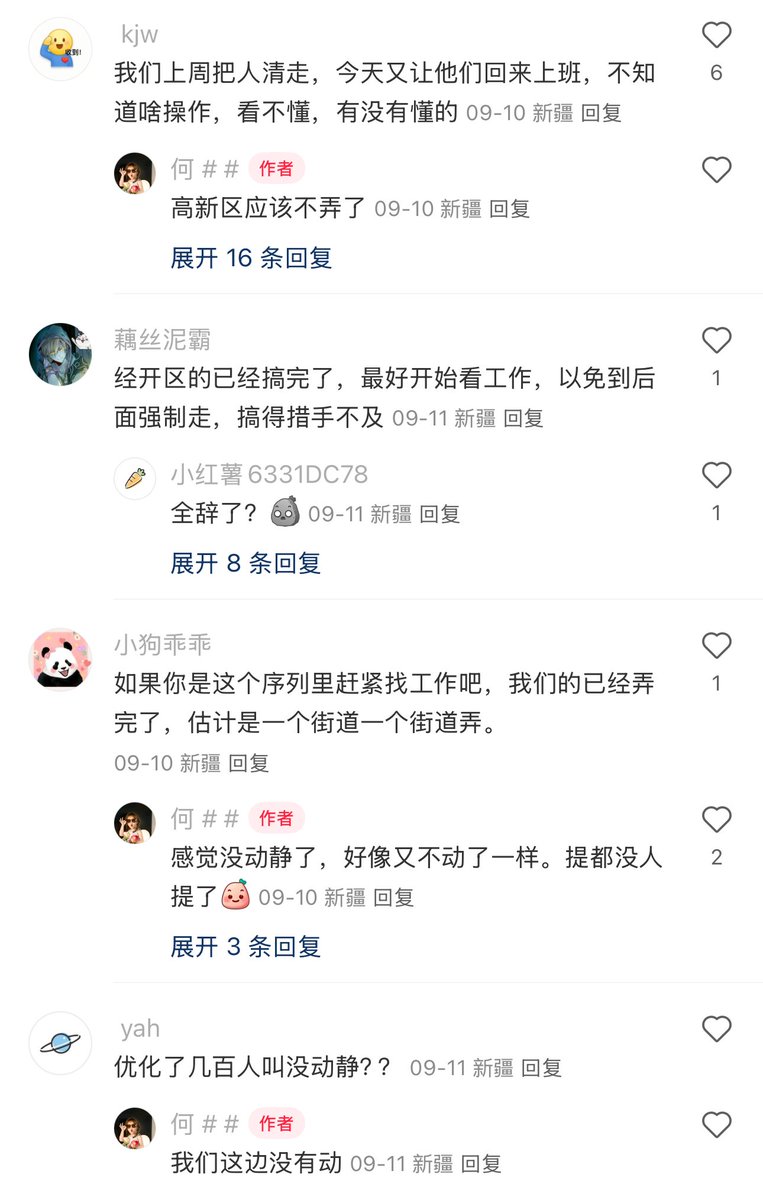 kjw
我们上周把人清走，今天又让他们回来上班，不知
道啥操作，看不懂，有没有懂的 09-10 新疆 回复
6
何 # # 作者
高新区应该不弄了 09-10 新疆 回复
展开 16 条回复
藕丝泥霸
经开区的已经搞完了，最好开始看工作，以免到后
面强制走，搞得措手不及 09-11 新疆 回复
1
小红薯6331DC78
全辞了？ 09-11 新疆 回复
1
展开 8 条回复
小狗乖乖
如果你是这个序列里赶紧找工作吧，我们的已经弄
完了，估计是一个街道一个街道弄。
09-10 新疆 回复
1
何 # # 作者
感觉没动静了，好像又不动了一样。提都没人
提了 09-10 新疆 回复
2
展开 3 条回复
yah
优化了几百人叫没动静?？ 09-11 新疆 回复
何 # # 作者
我们这边没有动 09-11 新疆 回复
收到!